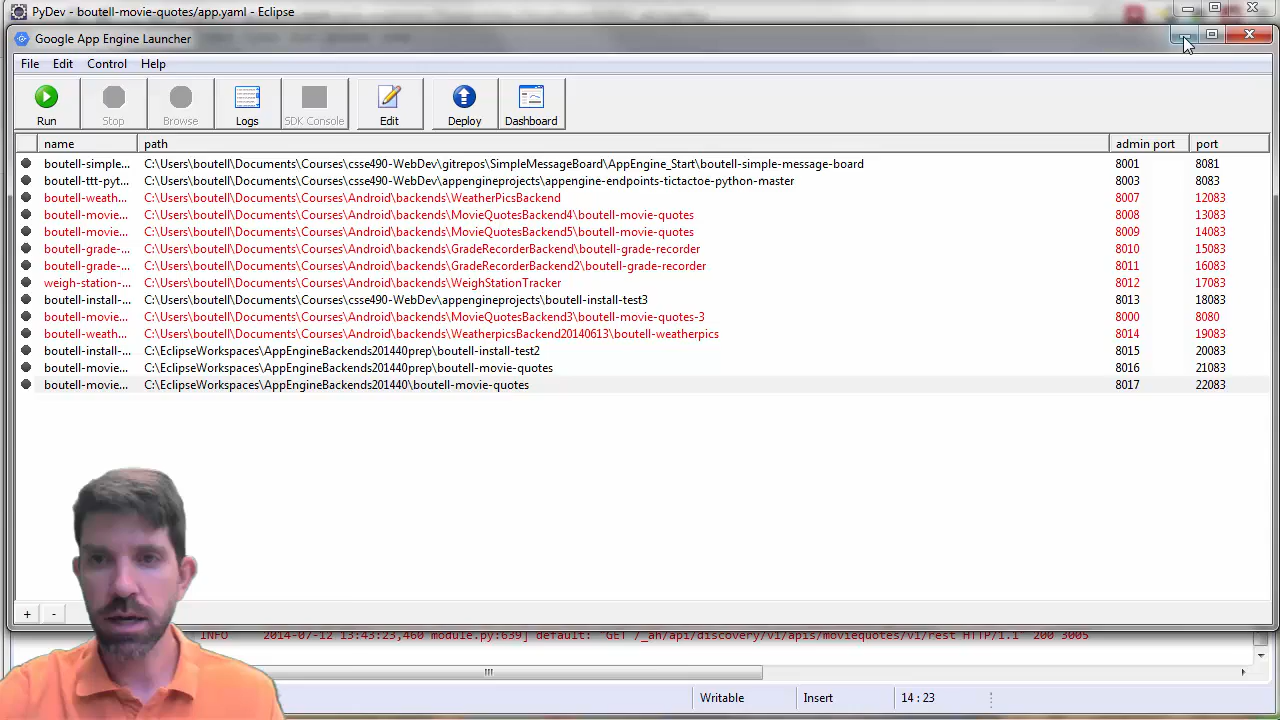 PyDev - boutell-movie-quotes/app.yaml - Eclipse
Google App Engine Launcher
File Edit Control Help
Run Stop Browse Logs SDK Console Edit Deploy Dashboard
name path admin port port
boutell-simple... C:\Users\boutell\Documents\Courses\csse490-WebDev\gitrepos\SimpleMessageBoard\AppEngine_Start\boutell-simple-message-board 8001 8081
boutell-ttt-pyt... C:\Users\boutell\Documents\Courses\csse490-WebDev\appengineprojects\appengine-endpoints-tictactoe-python-master 8003 8083
boutell-weath... C:\Users\boutell\Documents\Courses\Android\backends\WeatherPicsBackend 8007 12083
boutell-movie... C:\Users\boutell\Documents\Courses\Android\backends\MovieQuotesBackend4\boutell-movie-quotes 8008 13083
boutell-movie... C:\Users\boutell\Documents\Courses\Android\backends\MovieQuotesBackend5\boutell-movie-quotes 8009 14083
boutell-grade-... C:\Users\boutell\Documents\Courses\Android\backends\GradeRecorderBackend\boutell-grade-recorder 8010 15083
boutell-grade-... C:\Users\boutell\Documents\Courses\Android\backends\GradeRecorderBackend2\boutell-grade-recorder 8011 16083
weigh-station-... C:\Users\boutell\Documents\Courses\Android\backends\WeighStationTracker 8012 17083
boutell-install-... C:\Users\boutell\Documents\Courses\csse490-WebDev\appengineprojects\boutell-install-test3 8013 18083
boutell-movie... C:\Users\boutell\Documents\Courses\Android\backends\MovieQuotesBackend3\boutell-movie-quotes-3 8000 8080
boutell-weath... C:\Users\boutell\Documents\Courses\Android\backends\WeatherpicsBackend20140613\boutell-weatherpics 8014 19083
boutell-install-... C:\EclipseWorkspaces\AppEngineBackends201440prep\boutell-install-test2 8015 20083
boutell-movie... C:\EclipseWorkspaces\AppEngineBackends201440prep\boutell-movie-quotes 8016 21083
boutell-movie... C:\EclipseWorkspaces\AppEngineBackends201440\boutell-movie-quotes 8017 22083
+ -
INFO 2014-07-12 13:43:23,460 module.py:639] default: "GET /_ah/api/discovery/v1/apis/moviequotes/v1/rest HTTP/1.1" 200 3005
Writable Insert 14 : 23